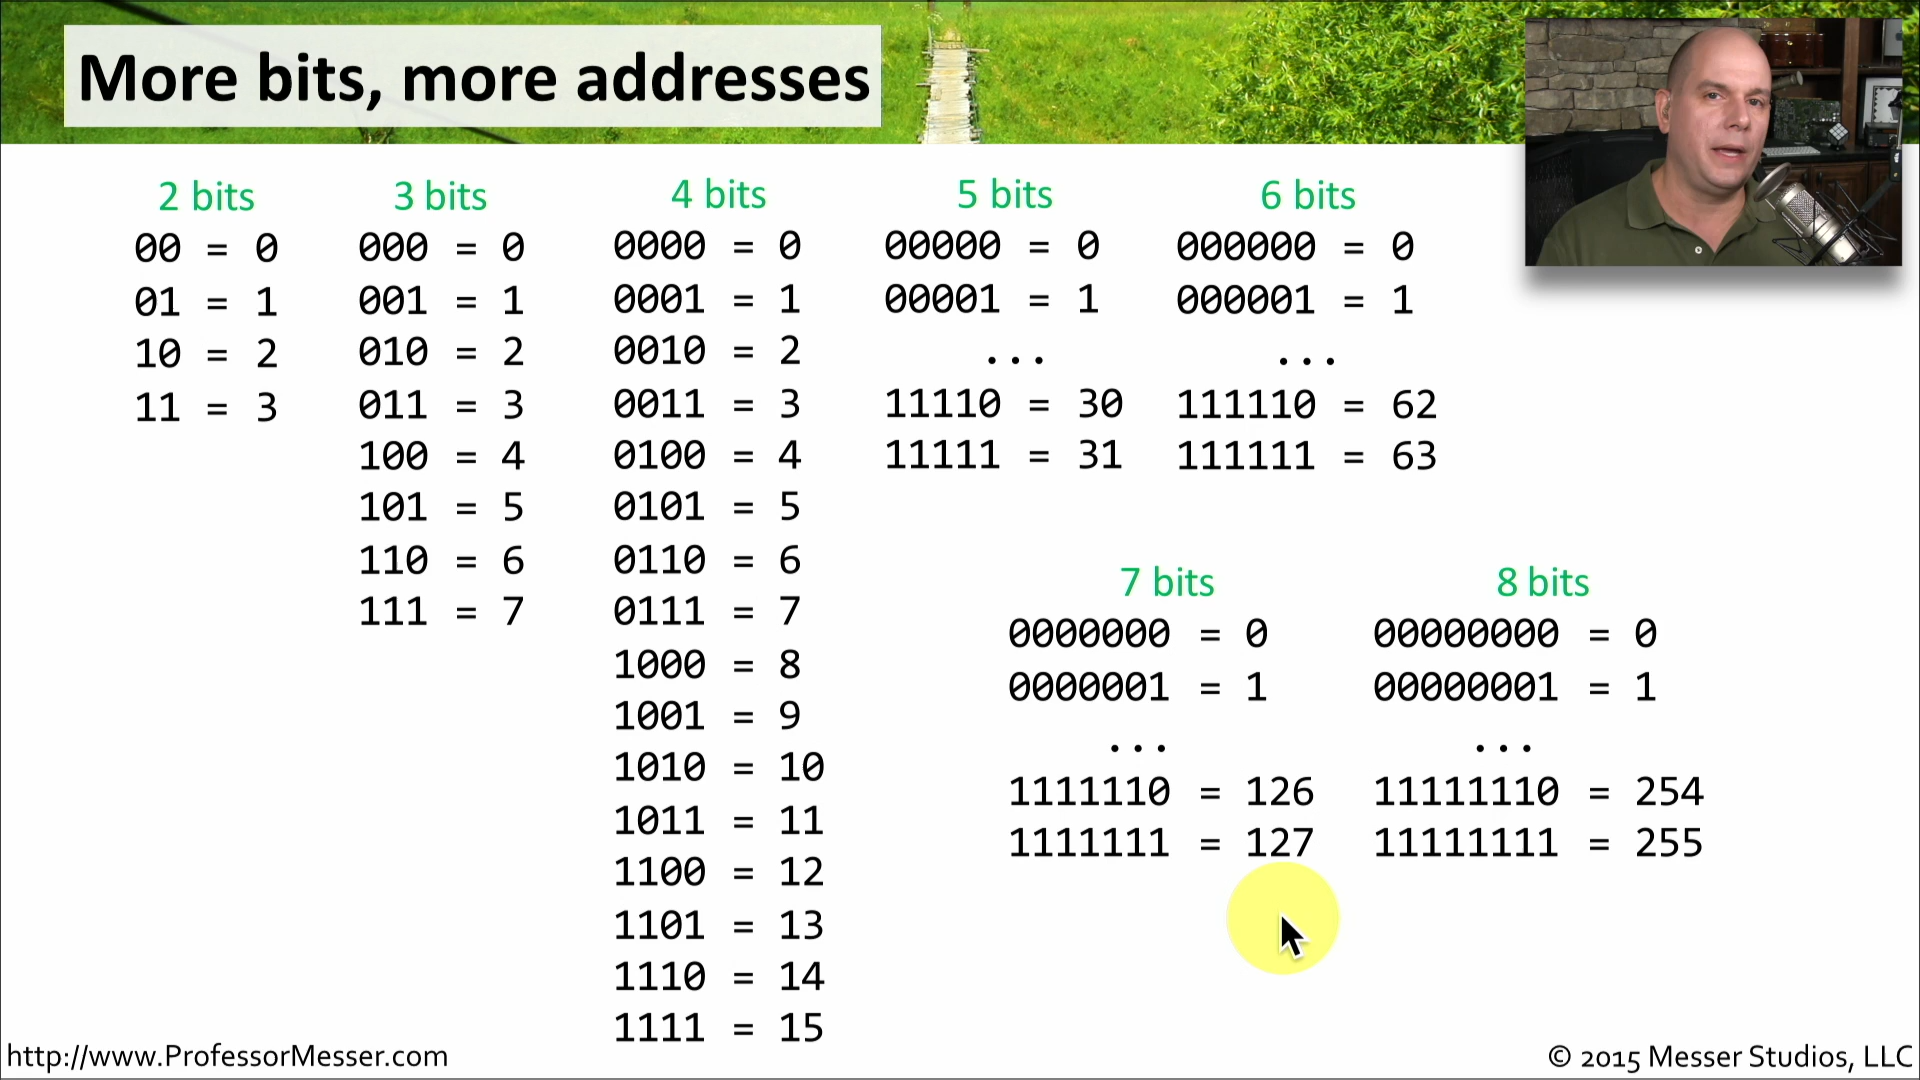 More bits, more addresses
2 bits
00 = 0
01 = 1
10 = 2
11 = 3
3 bits
000 = 0
001 = 1
010 = 2
011 = 3
100 = 4
101 = 5
110 = 6
111 = 7
4 bits
0000 = 0
0001 = 1
0010 = 2
0011 = 3
0100 = 4
0101 = 5
0110 = 6
0111 = 7
1000 = 8
1001 = 9
1010 = 10
1011 = 11
1100 = 12
1101 = 13
1110 = 14
1111 = 15
5 bits
00000 = 0
00001 = 1
...
11110 = 30
11111 = 31
6 bits
000000 = 0
000001 = 1
...
111110 = 62
111111 = 63
7 bits
0000000 = 0
0000001 = 1
...
1111110 = 126
1111111 = 127
8 bits
00000000 = 0
00000001 = 1
...
11111110 = 254
11111111 = 255
http://www.ProfessorMesser.com
© 2015 Messer Studios, LLC